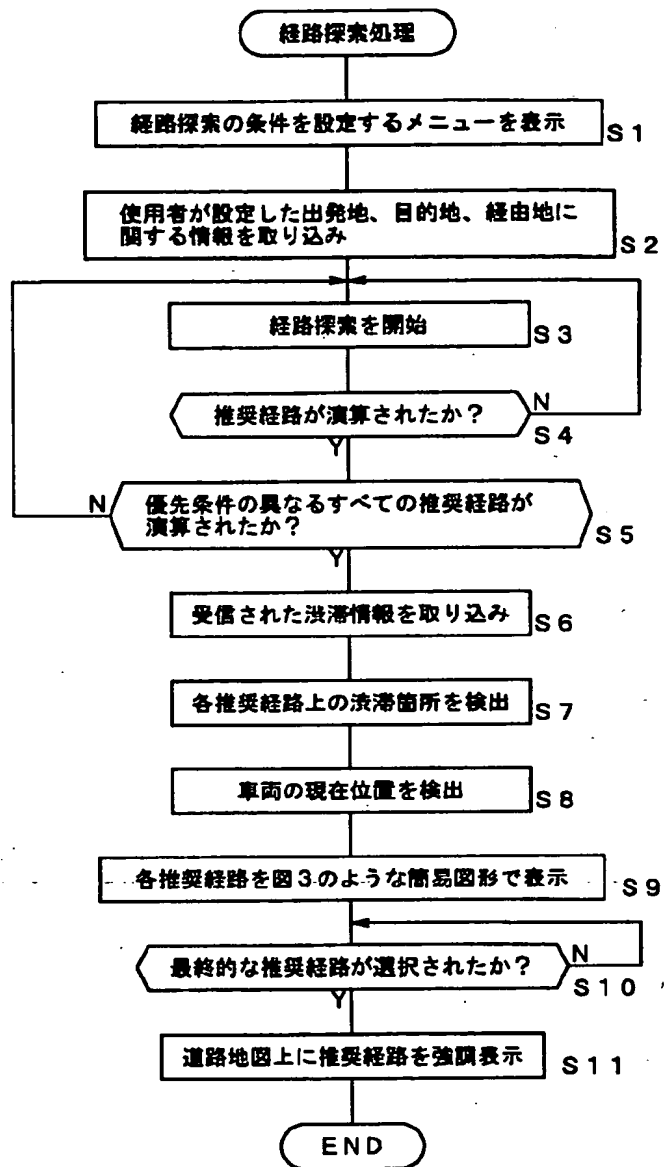 経路探索処理
経路探索の条件を設定するメニューを表示
S1
使用者が設定した出発地、目的地、経由地に
関する情報を取り込み
S2
経路探索を開始
S3
推奨経路が演算されたか?
N
S4
Y
N
優先条件の異なるすべての推奨経路が
演算されたか?
S5
Y
受信された渋滞情報を取り込み
S6
各推奨経路上の渋滞箇所を検出
S7
車両の現在位置を検出
S8
各推奨経路を図3のような簡易図形で表示
S9
最終的な推奨経路が選択されたか?
N
S10
Y
道路地図上に推奨経路を強調表示
S11
END